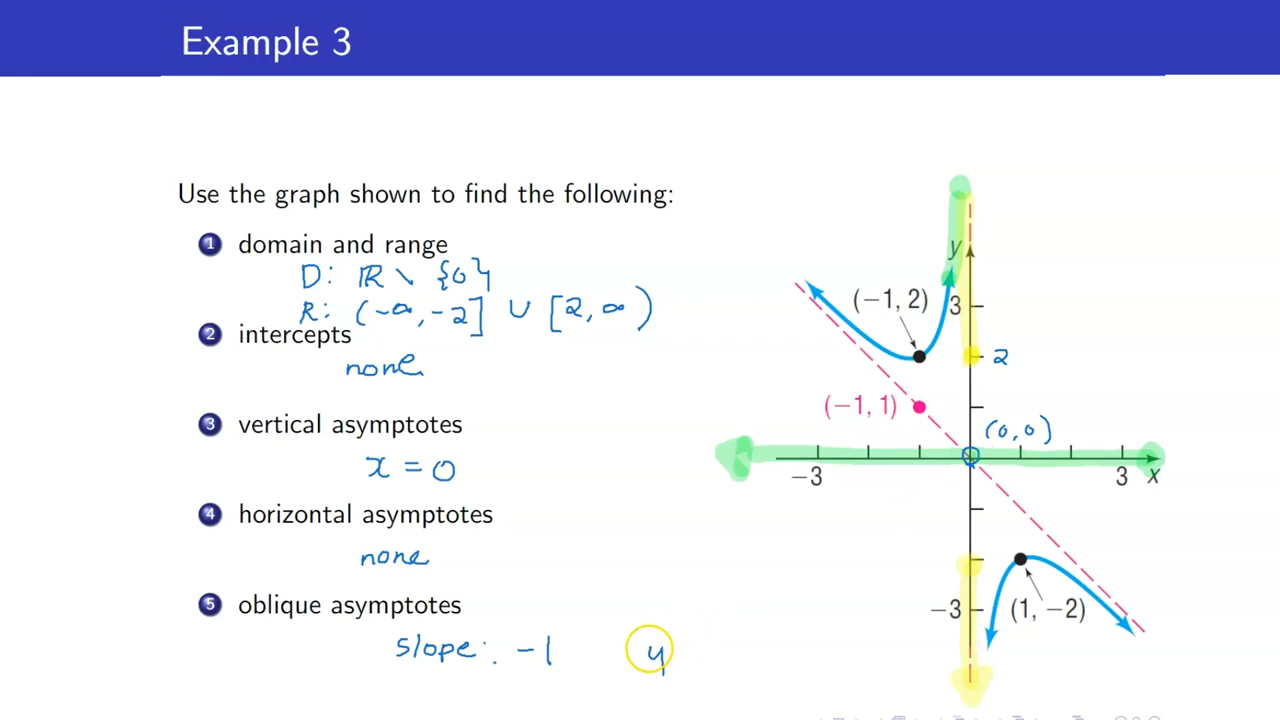 Example 3
Use the graph shown to find the following:
1 domain and range
D: ℝ \ {0}
R: (-∞, -2] ∪ [2, ∞)
2 intercepts
none
3 vertical asymptotes
x = 0
4 horizontal asymptotes
none
5 oblique asymptotes
slope: -1 y
y
(−1, 2) 3
2
(−1, 1)
(0,0)
−3 3 x
−3 (1, −2)